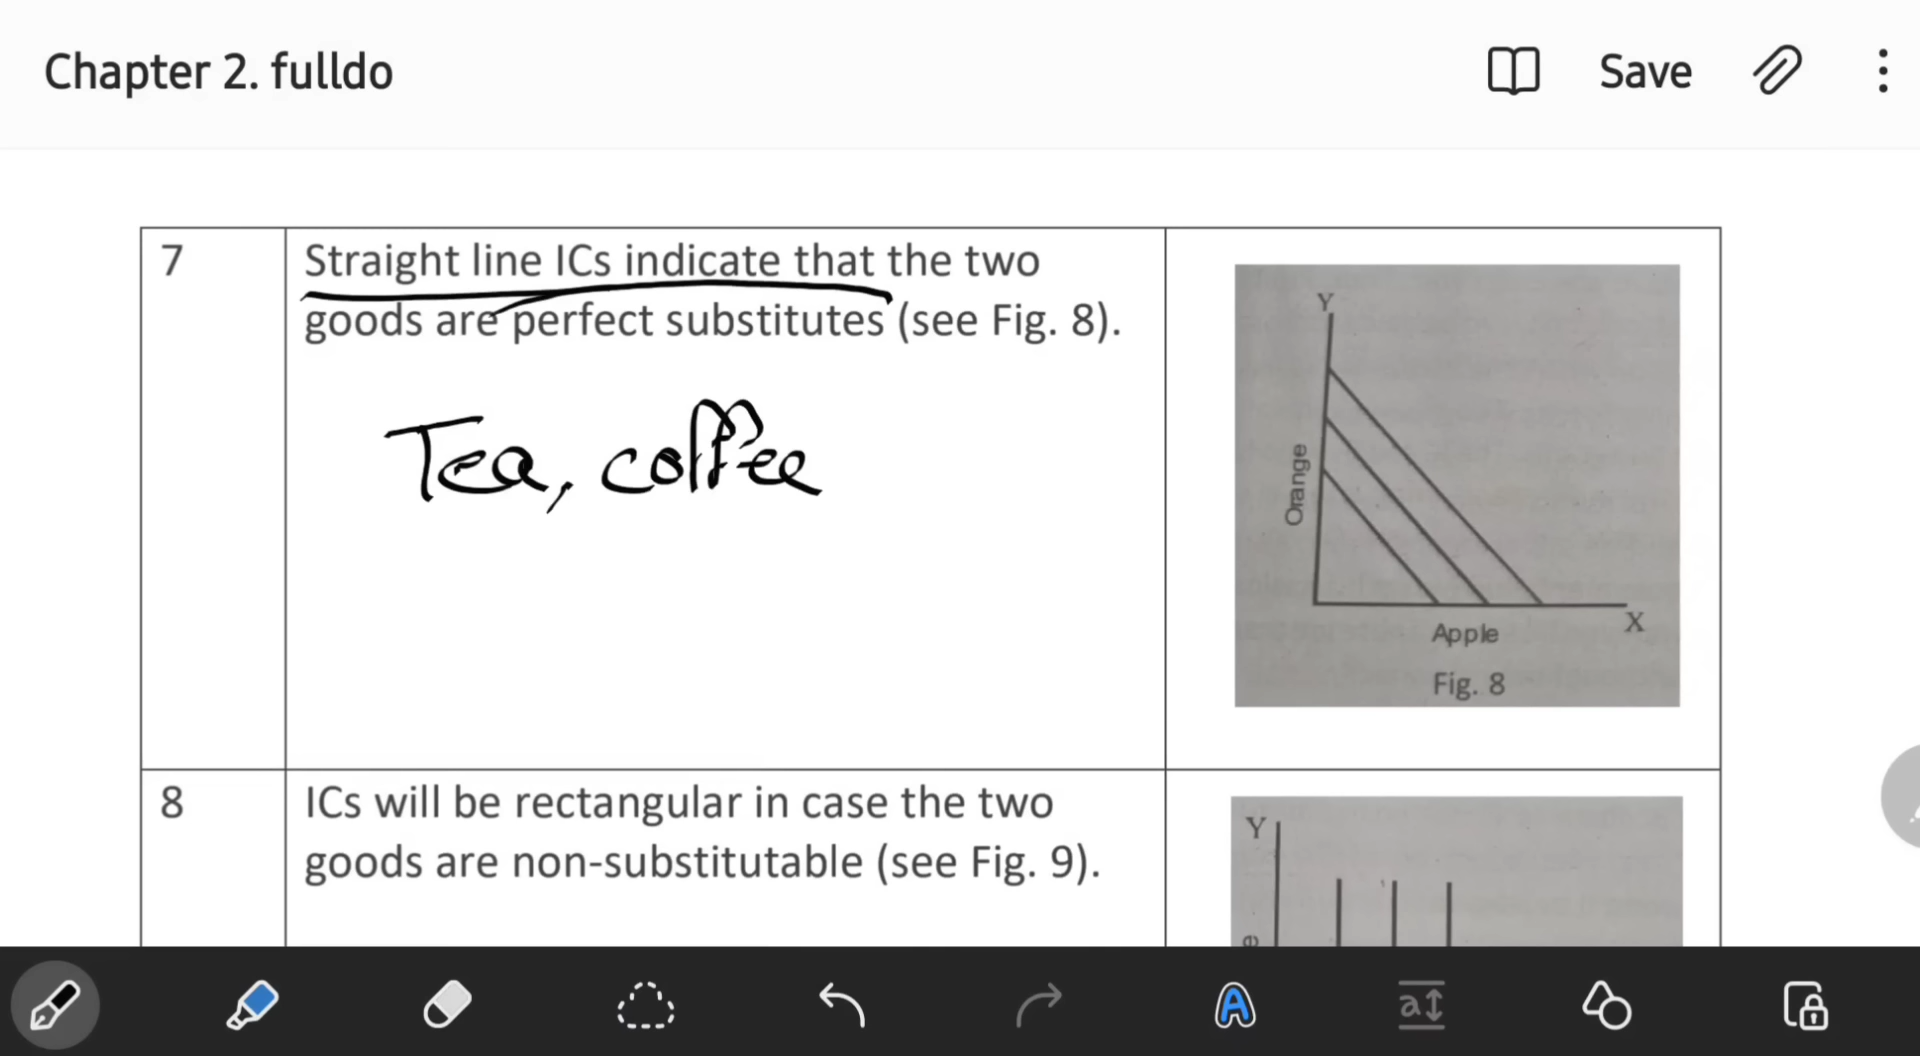 Chapter 2. fulldo
Save
7
Straight line ICs indicate that the two
goods are perfect substitutes (see Fig. 8).
Tea, coffee
Y
Orange
Apple
X
Fig. 8
8
ICs will be rectangular in case the two
goods are non-substitutable (see Fig. 9).
Y
e
A
a